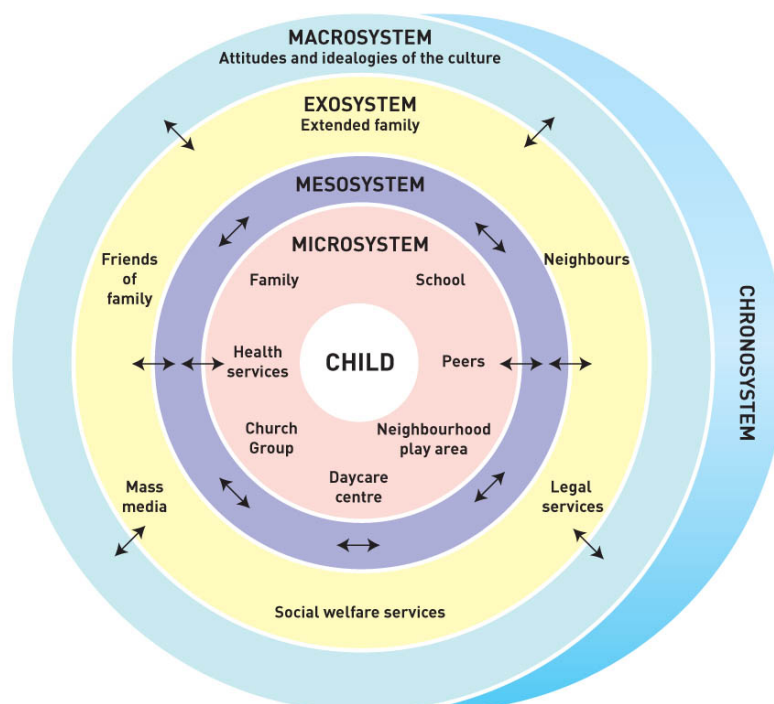 MACROSYSTEM
Attitudes and idealogies of the culture
EXOSYSTEM
Extended family
MESOSYSTEM
MICROSYSTEM
Friends
of
family
Neighbours
Family
School
Health
services
CHILD
Peers
CHRONOSYSTEM
Church
Group
Neighbourhood
play area
Daycare
centre
Mass
media
Legal
services
Social welfare services